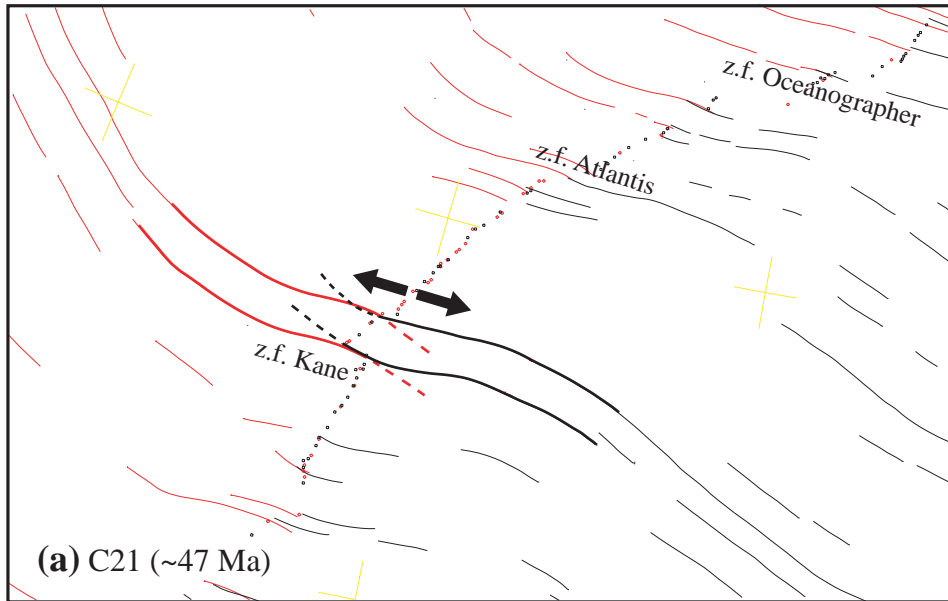 z.f. Oceanographer
z.f. Atlantis
z.f. Kane
(a) C21 (~47 Ma)